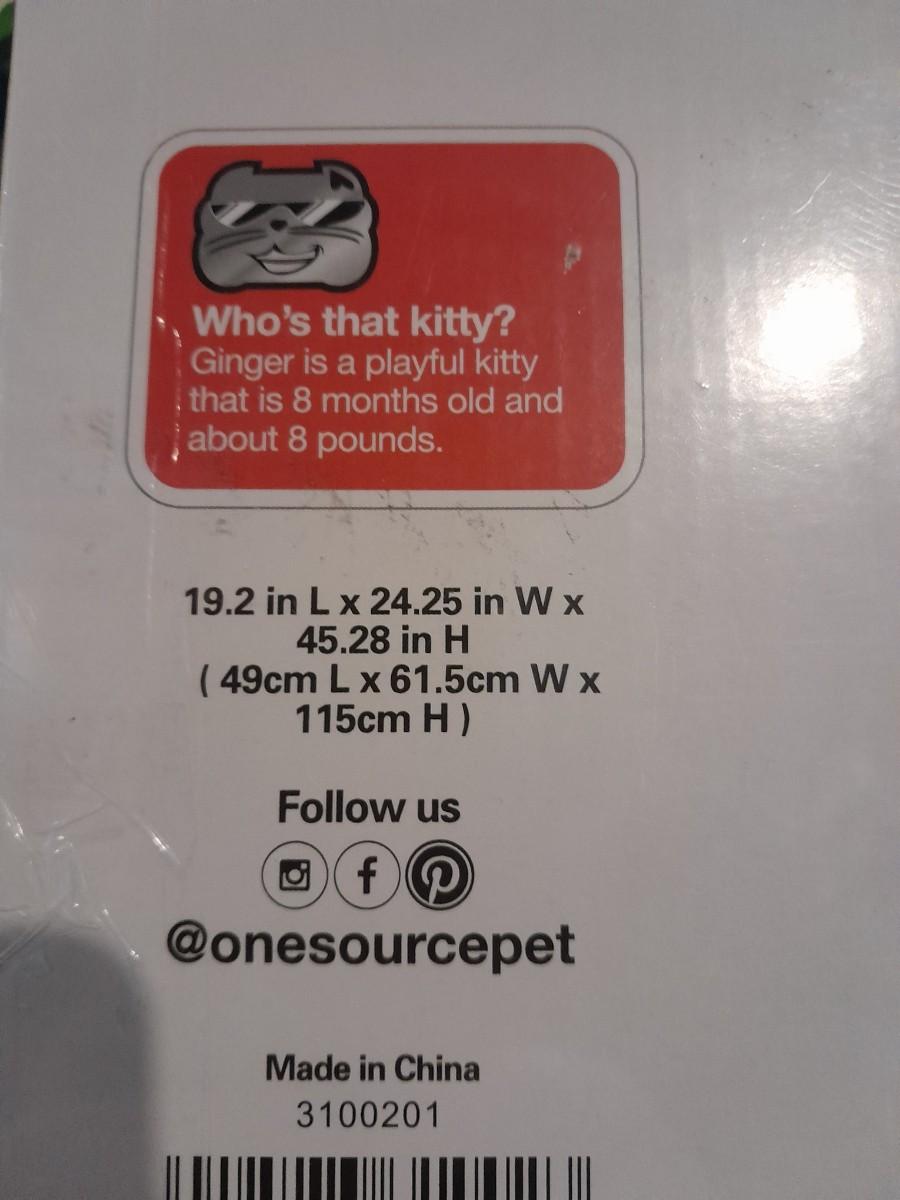 Who's that kitty?
Ginger is a playful kitty
that is 8 months old and
about 8 pounds.
19.2 in L x 24.25 in W x
45.28 in H
( 49cm L x 61.5cm W x
115cm H )
Follow us
@onesourcepet
Made in China
3100201